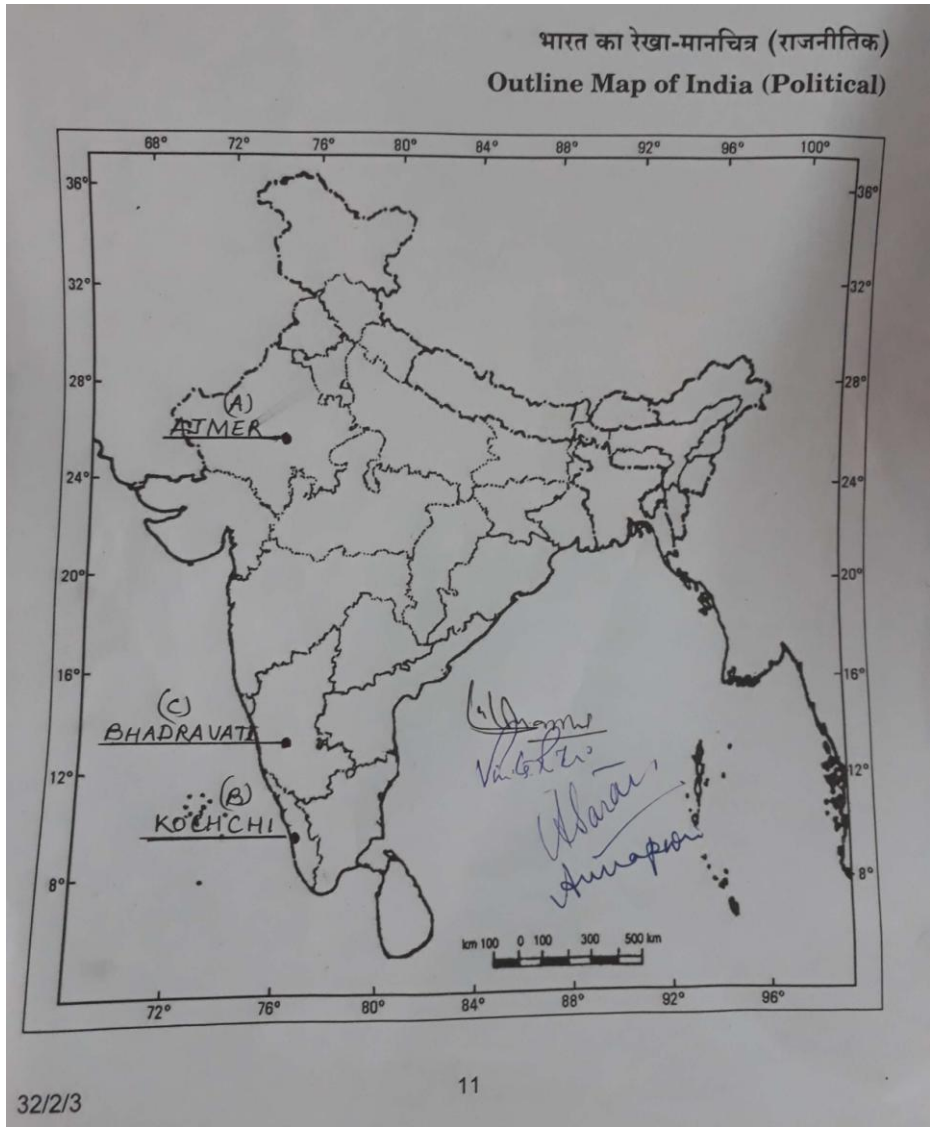 भारत का रेखा-मानचित्र (राजनीतिक)
Outline Map of India (Political)
68° 72° 76° 80° 84° 88° 92° 96° 100°
36° 36°
32° 32°
28° 28°
(A)
AJMER
24° 24°
20° 20°
16° 16°
(C)
BHADRAVATI
12° 12°
(B)
KOCHCHI
8° 8°
km 100 0 100 300 500 km
72° 76° 80° 84° 88° 92° 96°
11
32/2/3